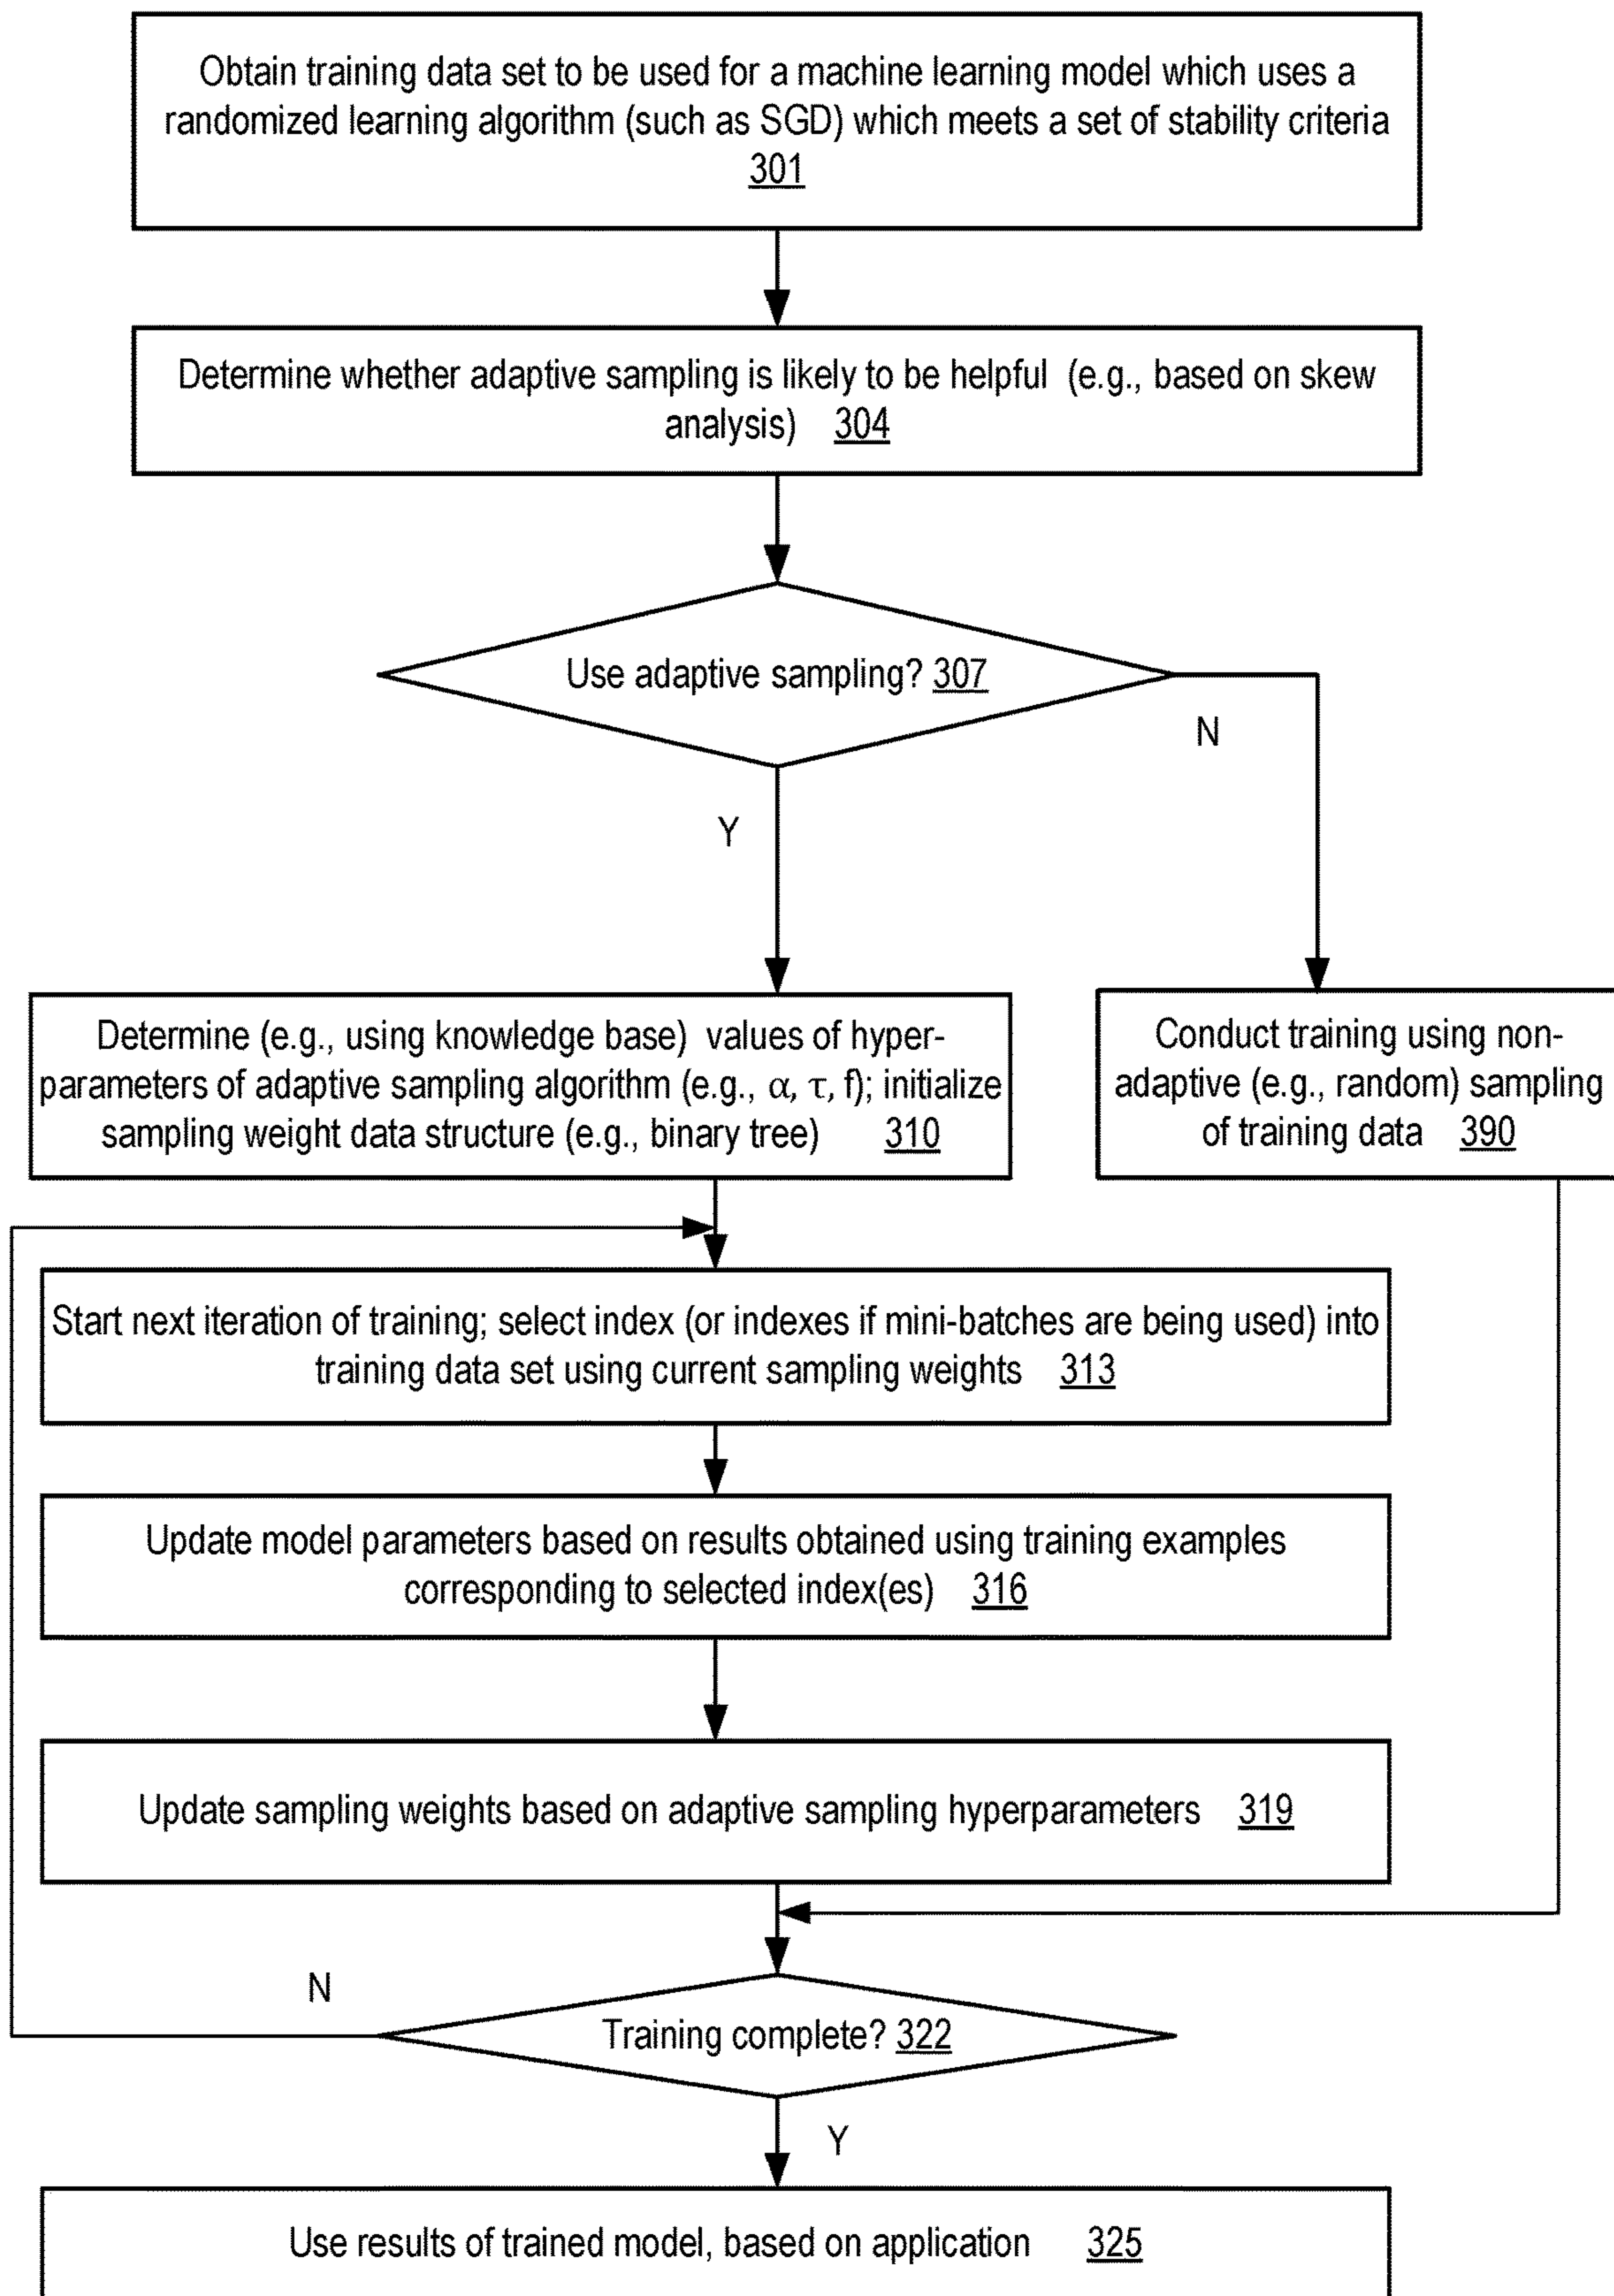 Obtain training data set to be used for a machine learning model which uses a
randomized learning algorithm (such as SGD) which meets a set of stability criteria
301
Determine whether adaptive sampling is likely to be helpful (e.g., based on skew
analysis) 304
Use adaptive sampling? 307
N
Y
Determine (e.g., using knowledge base) values of hyper-
parameters of adaptive sampling algorithm (e.g., α, τ, f); initialize
sampling weight data structure (e.g., binary tree) 310
Conduct training using non-
adaptive (e.g., random) sampling
of training data 390
Start next iteration of training; select index (or indexes if mini-batches are being used) into
training data set using current sampling weights 313
Update model parameters based on results obtained using training examples
corresponding to selected index(es) 316
Update sampling weights based on adaptive sampling hyperparameters 319
N
Training complete? 322
Y
Use results of trained model, based on application 325